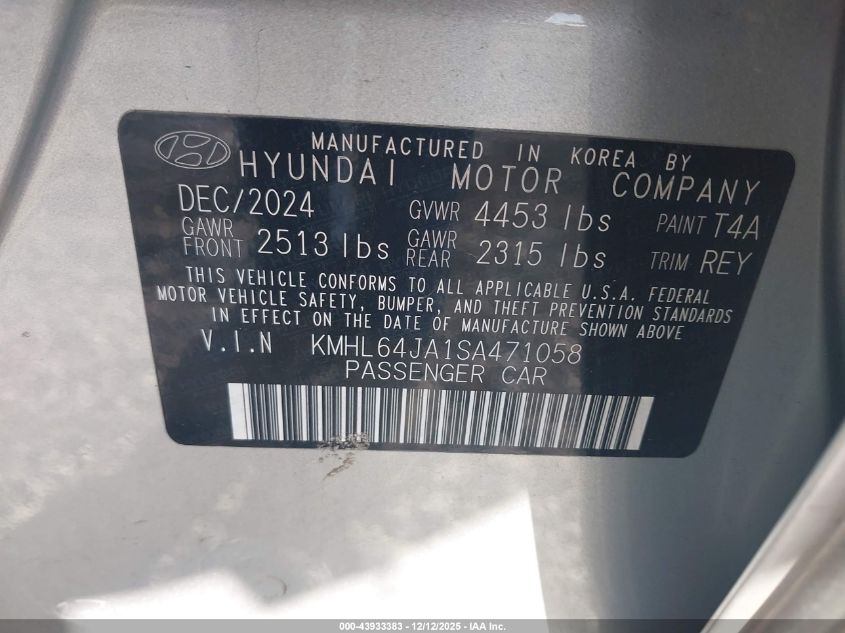 MANUFACTURED IN KOREA BY
HYUNDAI MOTOR COMPANY
DEC/2024 GVWR 4453 lbs PAINT T4A
GAWR FRONT 2513 lbs GAWR REAR 2315 lbs TRIM REY
THIS VEHICLE CONFORMS TO ALL APPLICABLE U.S.A. FEDERAL
MOTOR VEHICLE SAFETY, BUMPER, AND THEFT PREVENTION STANDARDS
IN EFFECT ON THE DATE OF MANUFACTURE SHOWN ABOVE
V.I.N KMHL64JA1SA471058
PASSENGER CAR
000-43933383 - 12/12/2025 - IAA Inc.